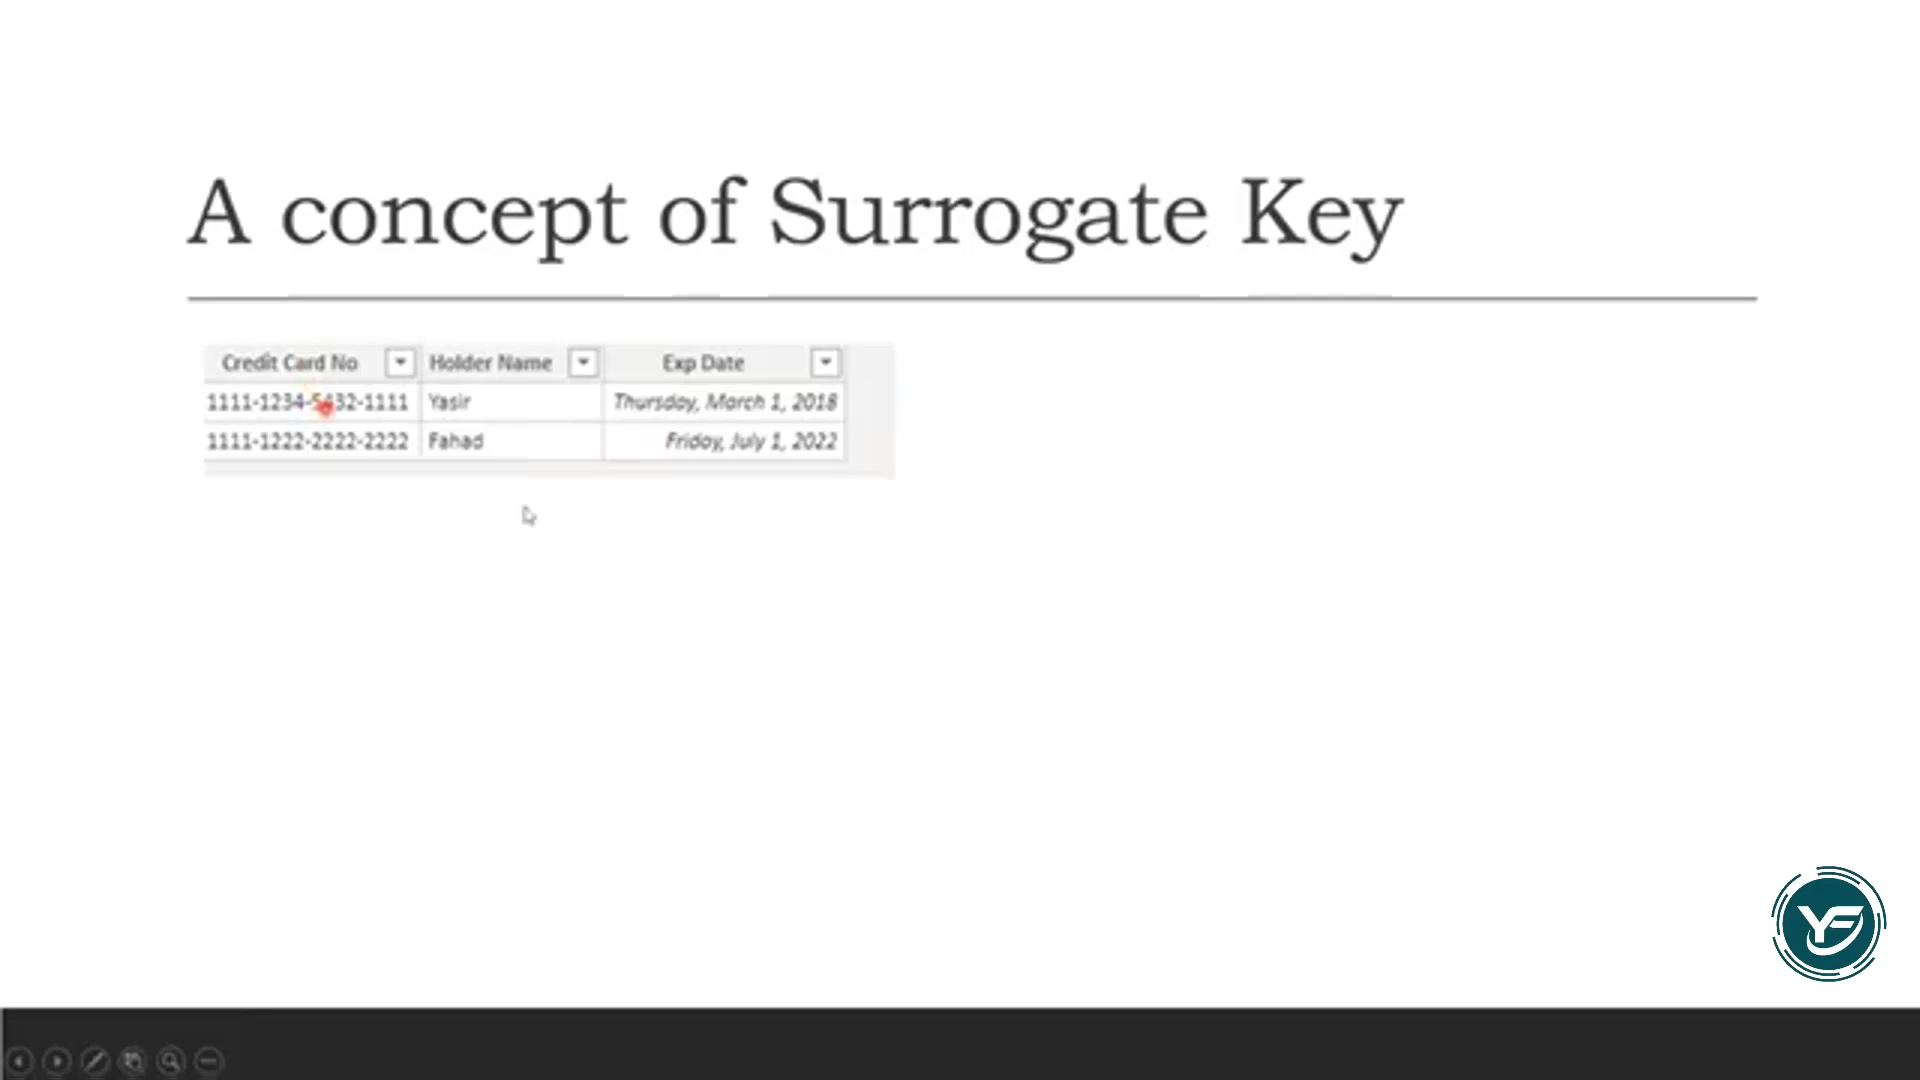 A concept of Surrogate Key
Credit Card No Holder Name Exp Date
1111-1234-5432-1111 Yasir Thursday, March 1, 2018
1111-1222-2222-2222 Fahad Friday, July 1, 2022
YF